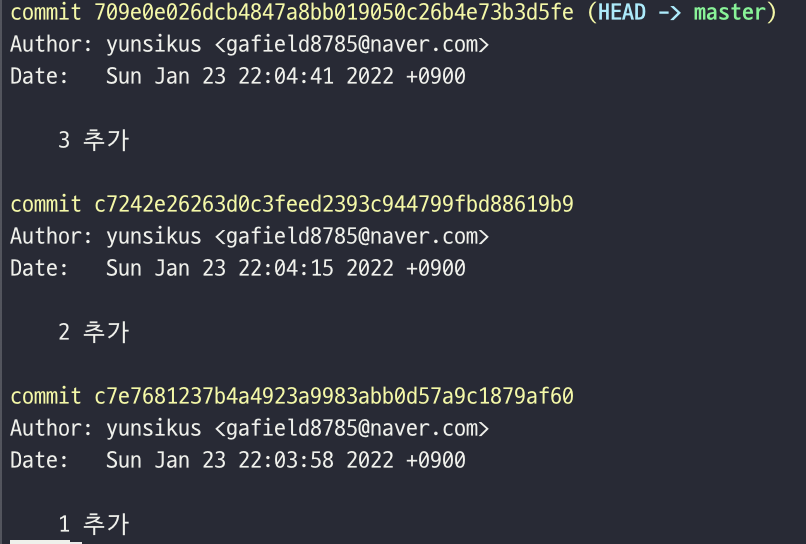 commit 709e0e026dcb4847a8bb019050c26b4e73b3d5fe (HEAD -> master)
Author: yunsikus <gafield8785@naver.com>
Date:   Sun Jan 23 22:04:41 2022 +0900
3 추가
commit c7242e26263d0c3feed2393c944799fbd88619b9
Author: yunsikus <gafield8785@naver.com>
Date:   Sun Jan 23 22:04:15 2022 +0900
2 추가
commit c7e7681237b4a4923a9983abb0d57a9c1879af60
Author: yunsikus <gafield8785@naver.com>
Date:   Sun Jan 23 22:03:58 2022 +0900
1 추가